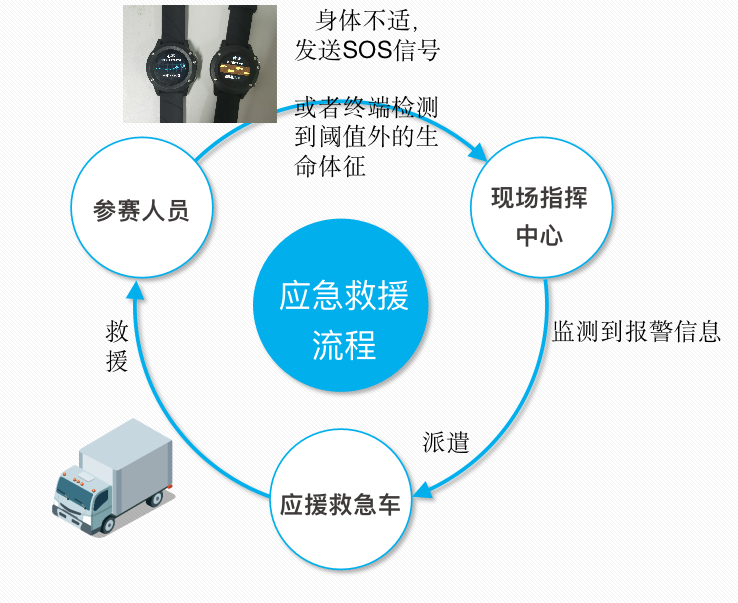 身体不适，
发送SOS信号
或者终端检测
到阈值外的生
命体征
参赛人员
现场指挥
中心
应急救援
流程
救
援
监测到报警信息
派遣
应援救急车